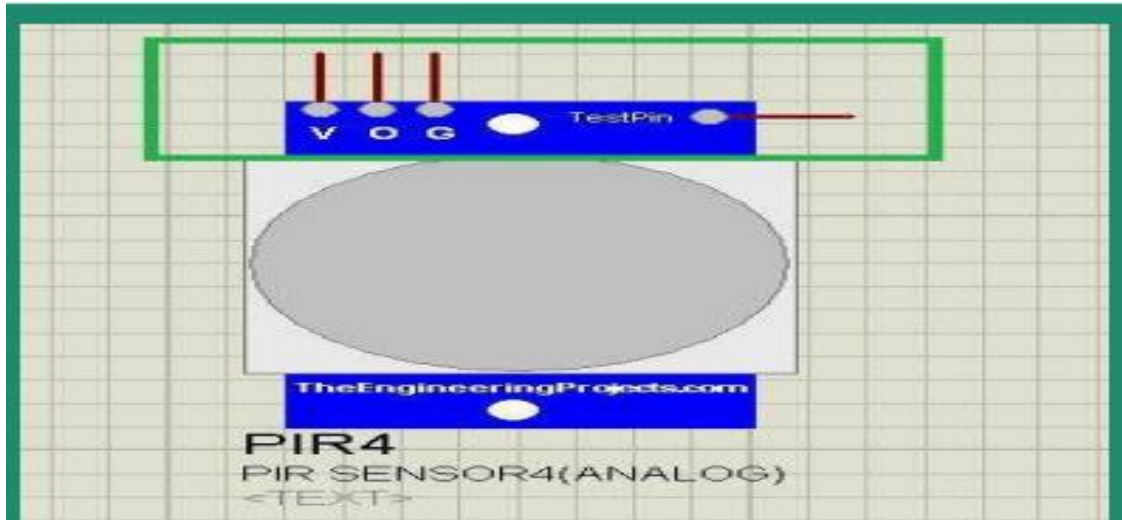 V O G TestPin
TheEngineeringProjects.com
PIR4
PIR SENSOR4(ANALOG)
<TEXT>